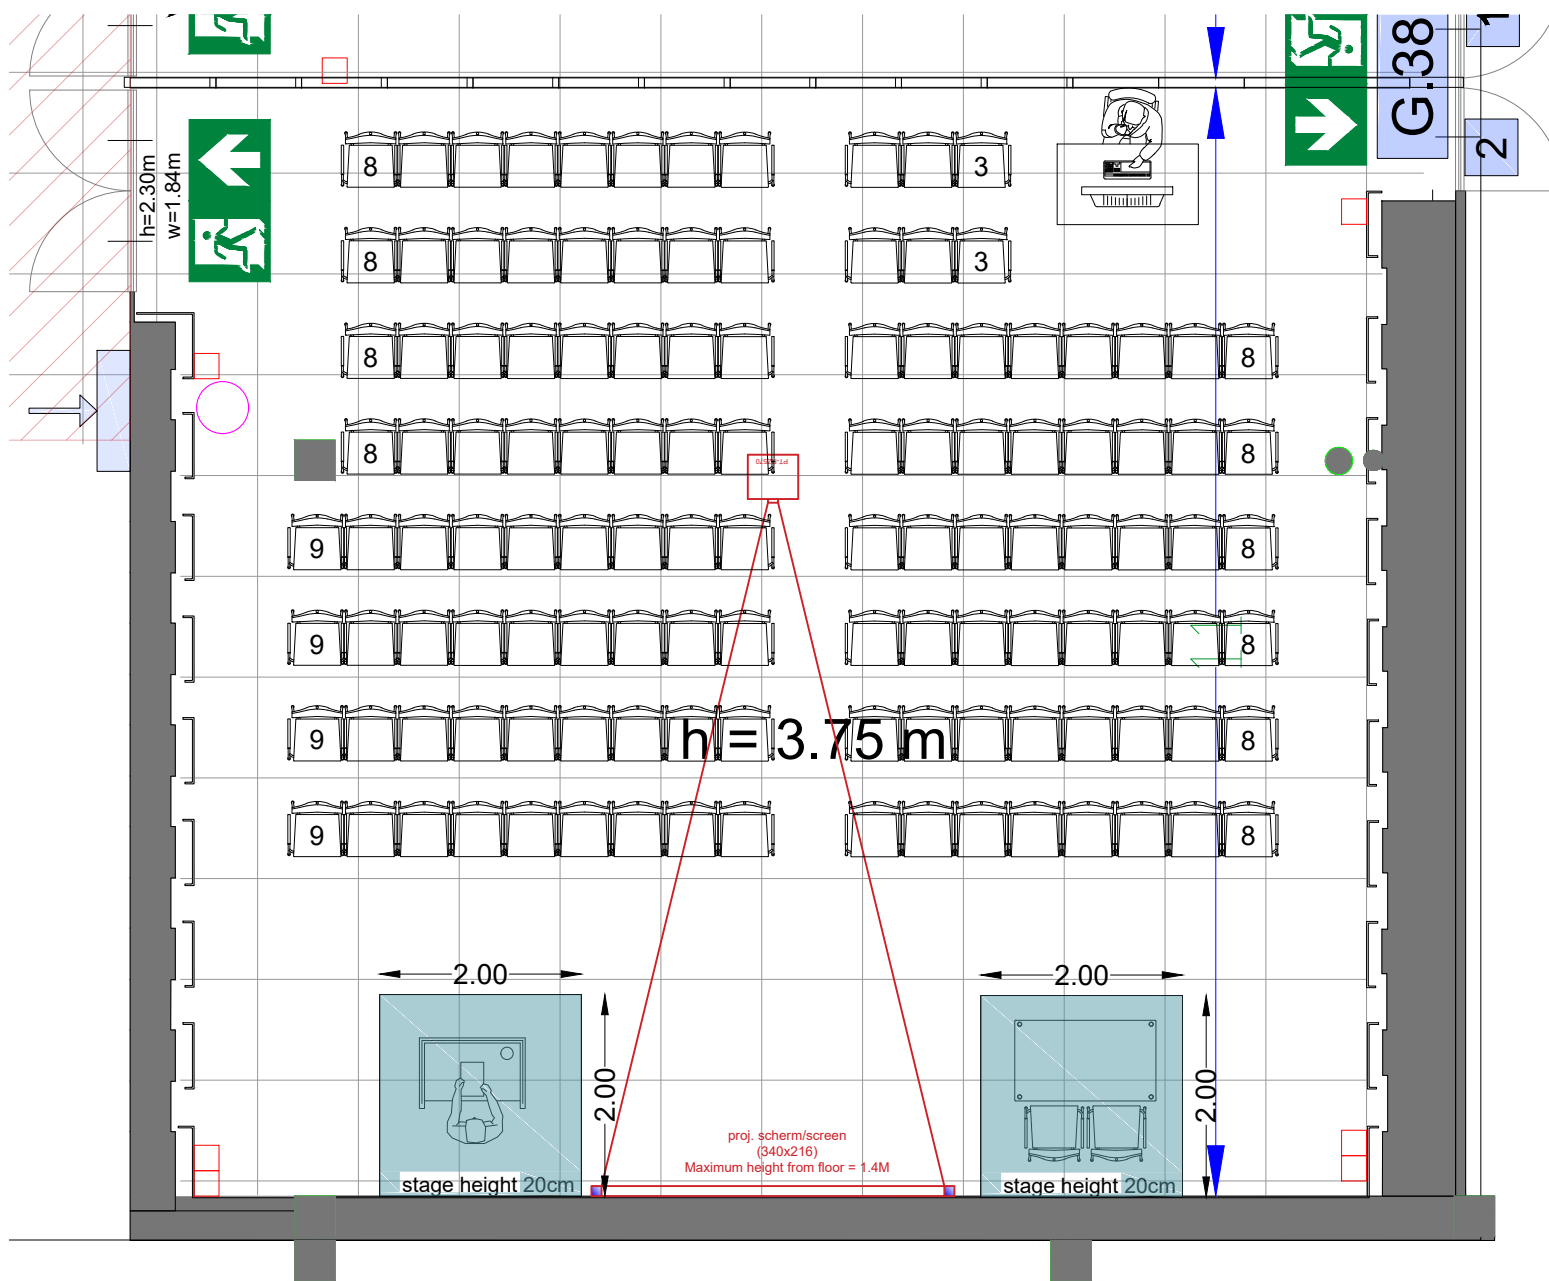 G.38
1
2
h=2.30m
w=1.84m
8
3
8
3
8
8
8
8
9
8
9
8
11
9
8
h = 3.75 m
9
8
2.00
2.00
2.00
2.00
proj. scherm/screen
(340x216)
Maximum height from floor = 1.4M
stage height 20cm
stage height 20cm